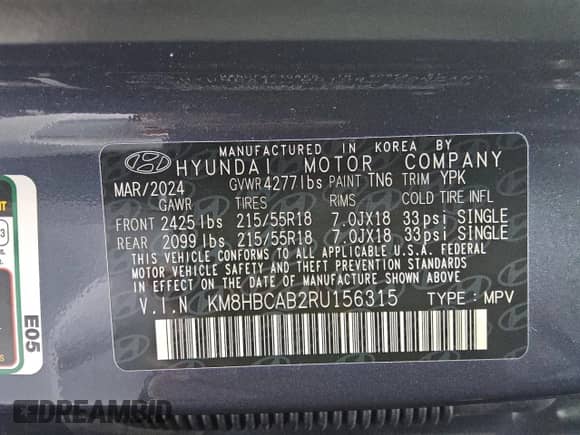 MANUFACTURED IN KOREA BY
HYUNDAI MOTOR COMPANY
MAR/2024 GVWR 4277lbs PAINT TN6 TRIM YPK
GAWR TIRES RIMS COLD TIRE INFL
FRONT 2425 lbs 215/55R18 7.0JX18 33psi SINGLE
REAR 2099 lbs 215/55R18 7.0JX18 33psi SINGLE
THIS VEHICLE CONFORMS TO ALL APPLICABLE U.S.A. FEDERAL
MOTOR VEHICLE SAFETY AND THEFT PREVENTION STANDARDS
IN EFFECT ON THE DATE OF MANUFACTURE SHOWN ABOVE.
V.I.N KM8HBCAB2RU156315 TYPE : MPV
E05
DREAMBID